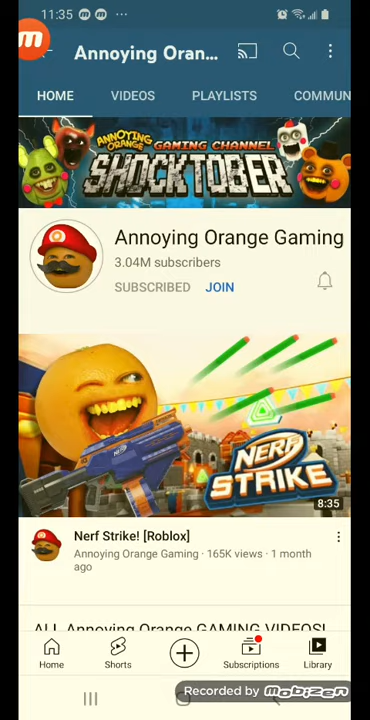 11:35
Annoying Oran...
HOME VIDEOS PLAYLISTS COMMUN
ANNOYING ORANGE GAMING CHANNEL
SHOCKTOBER
Annoying Orange Gaming
3.04M subscribers
SUBSCRIBED JOIN
NERF
NERF
STRIKE
8:35
Nerf Strike! [Roblox]
Annoying Orange Gaming · 165K views · 1 month
ago
ALL Annoying Orange GAMING VIDEOS!
Home Shorts Subscriptions Library
Recorded by MOBIZEN